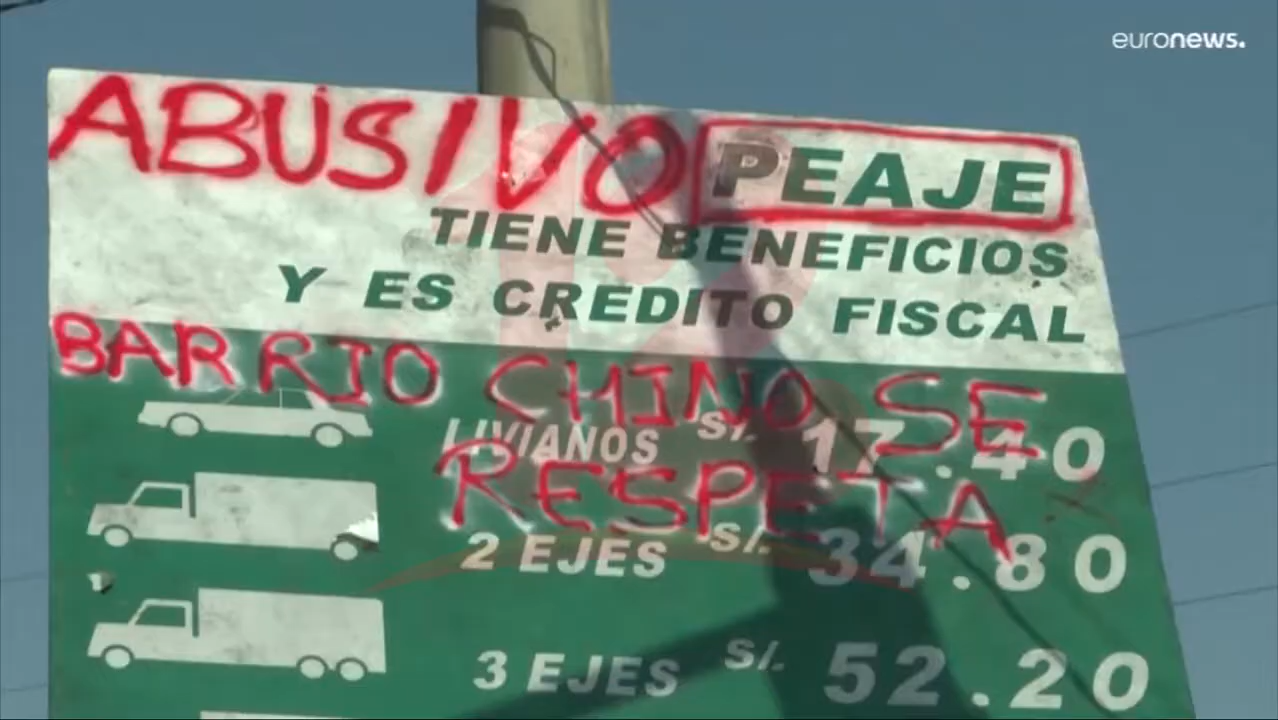 euronews.
ABUSIVO PEAJE
TIENE BENEFICIOS
Y ES CREDITO FISCAL
BARRIO CHINO SE
LIVIANOS S/. 17.40
RESPETA
2 EJES S/. 34.80
3 EJES S/. 52.20